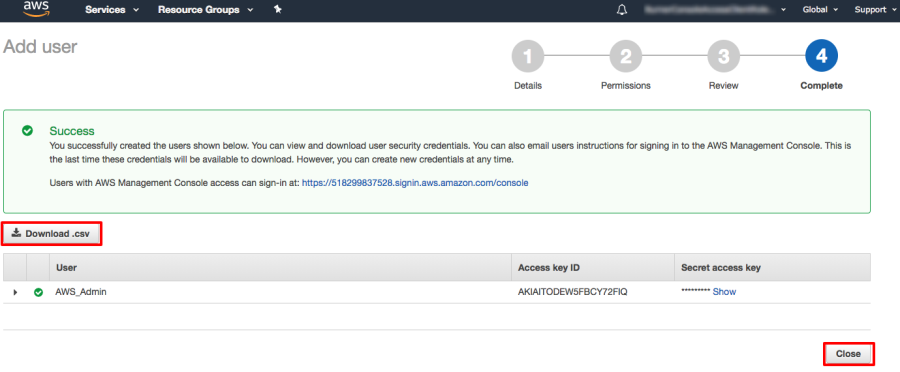 aws Services Resource Groups Global Support
Add user
1 2 3 4
Details Permissions Review Complete
Success
You successfully created the users shown below. You can view and download user security credentials. You can also email users instructions for signing in to the AWS Management Console. This is
the last time these credentials will be available to download. However, you can create new credentials at any time.
Users with AWS Management Console access can sign-in at: https://518299837528.signin.aws.amazon.com/console
Download .csv
User Access key ID Secret access key
AWS_Admin AKIAITODEW5FBCY72FIQ ********* Show
Close